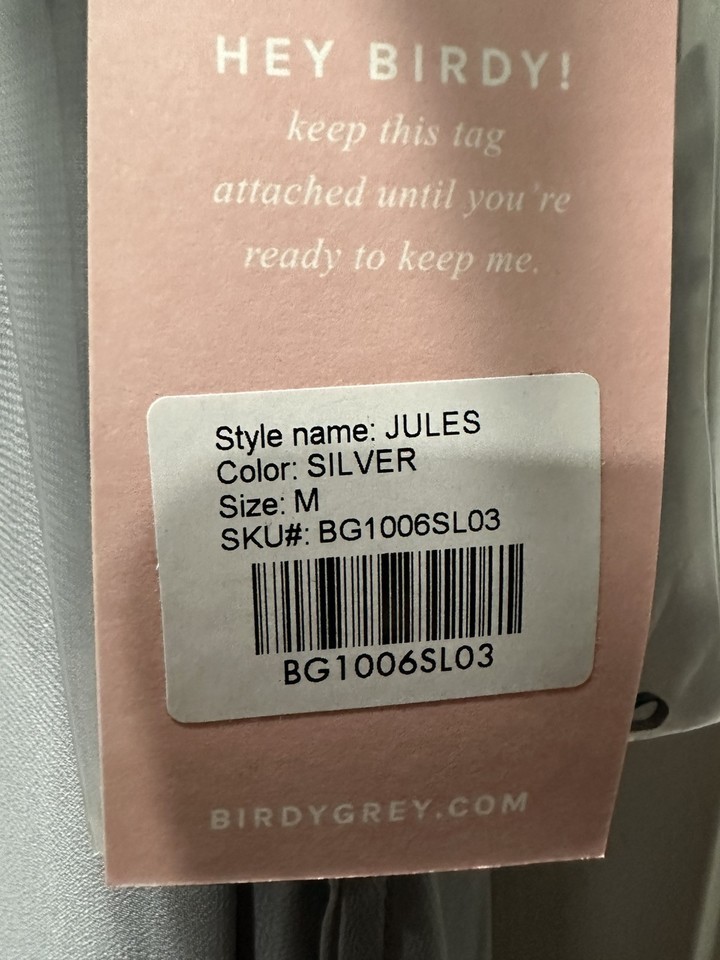 HEY BIRDY!
keep this tag
attached until you're
ready to keep me.
Style name: JULES
Color: SILVER
Size: M
SKU#: BG1006SL03
BG1006SL03
BIRDYGREY.COM